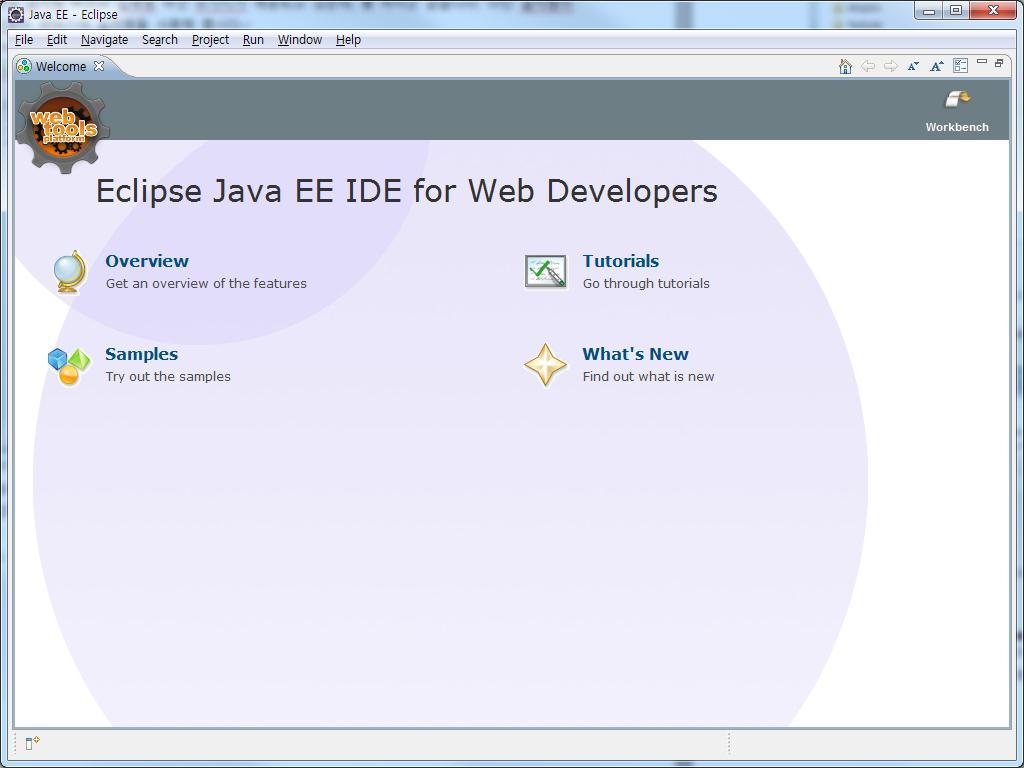 Java EE - Eclipse
File Edit Navigate Search Project Run Window Help
Welcome
web
tools
platform
Workbench
Eclipse Java EE IDE for Web Developers
Overview
Get an overview of the features
Tutorials
Go through tutorials
Samples
Try out the samples
What's New
Find out what is new